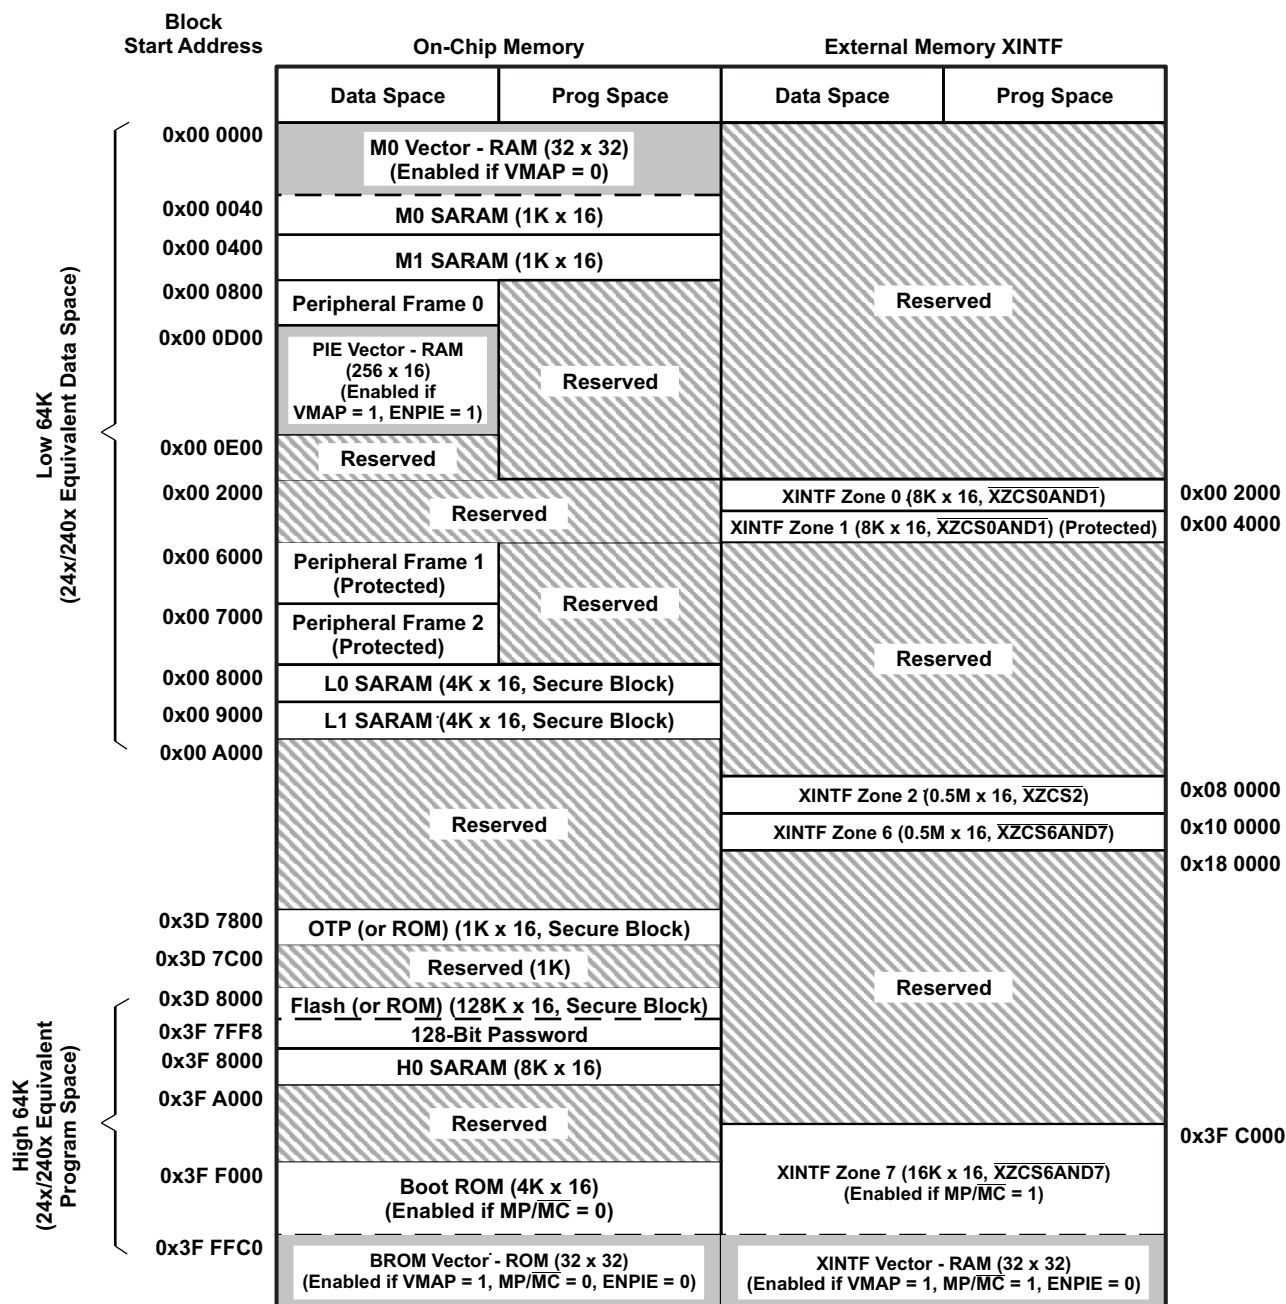 Block
Start Address
On-Chip Memory
External Memory XINTF
Data Space
Prog Space
Data Space
Prog Space
Low 64K
(24x/240x Equivalent Data Space)
0x00 0000
M0 Vector - RAM (32 x 32)
(Enabled if VMAP = 0)
0x00 0040
M0 SARAM (1K x 16)
0x00 0400
M1 SARAM (1K x 16)
0x00 0800
Peripheral Frame 0
Reserved
0x00 0D00
PIE Vector - RAM
(256 x 16)
(Enabled if
VMAP = 1, ENPIE = 1)
Reserved
0x00 0E00
Reserved
0x00 2000
Reserved
XINTF Zone 0 (8K x 16, XZCS0AND1)
0x00 2000
XINTF Zone 1 (8K x 16, XZCS0AND1) (Protected)
0x00 4000
0x00 6000
Peripheral Frame 1
(Protected)
Reserved
0x00 7000
Peripheral Frame 2
(Protected)
Reserved
0x00 8000
L0 SARAM (4K x 16, Secure Block)
0x00 9000
L1 SARAM (4K x 16, Secure Block)
0x00 A000
Reserved
XINTF Zone 2 (0.5M x 16, XZCS2)
0x08 0000
XINTF Zone 6 (0.5M x 16, XZCS6AND7)
0x10 0000
0x18 0000
0x3D 7800
OTP (or ROM) (1K x 16, Secure Block)
0x3D 7C00
Reserved (1K)
Reserved
High 64K
(24x/240x Equivalent
Program Space)
0x3D 8000
Flash (or ROM) (128K x 16, Secure Block)
0x3F 7FF8
128-Bit Password
0x3F 8000
H0 SARAM (8K x 16)
0x3F A000
Reserved
0x3F C000
0x3F F000
Boot ROM (4K x 16)
(Enabled if MP/MC = 0)
XINTF Zone 7 (16K x 16, XZCS6AND7)
(Enabled if MP/MC = 1)
0x3F FFC0
BROM Vector - ROM (32 x 32)
(Enabled if VMAP = 1, MP/MC = 0, ENPIE = 0)
XINTF Vector - RAM (32 x 32)
(Enabled if VMAP = 1, MP/MC = 1, ENPIE = 0)